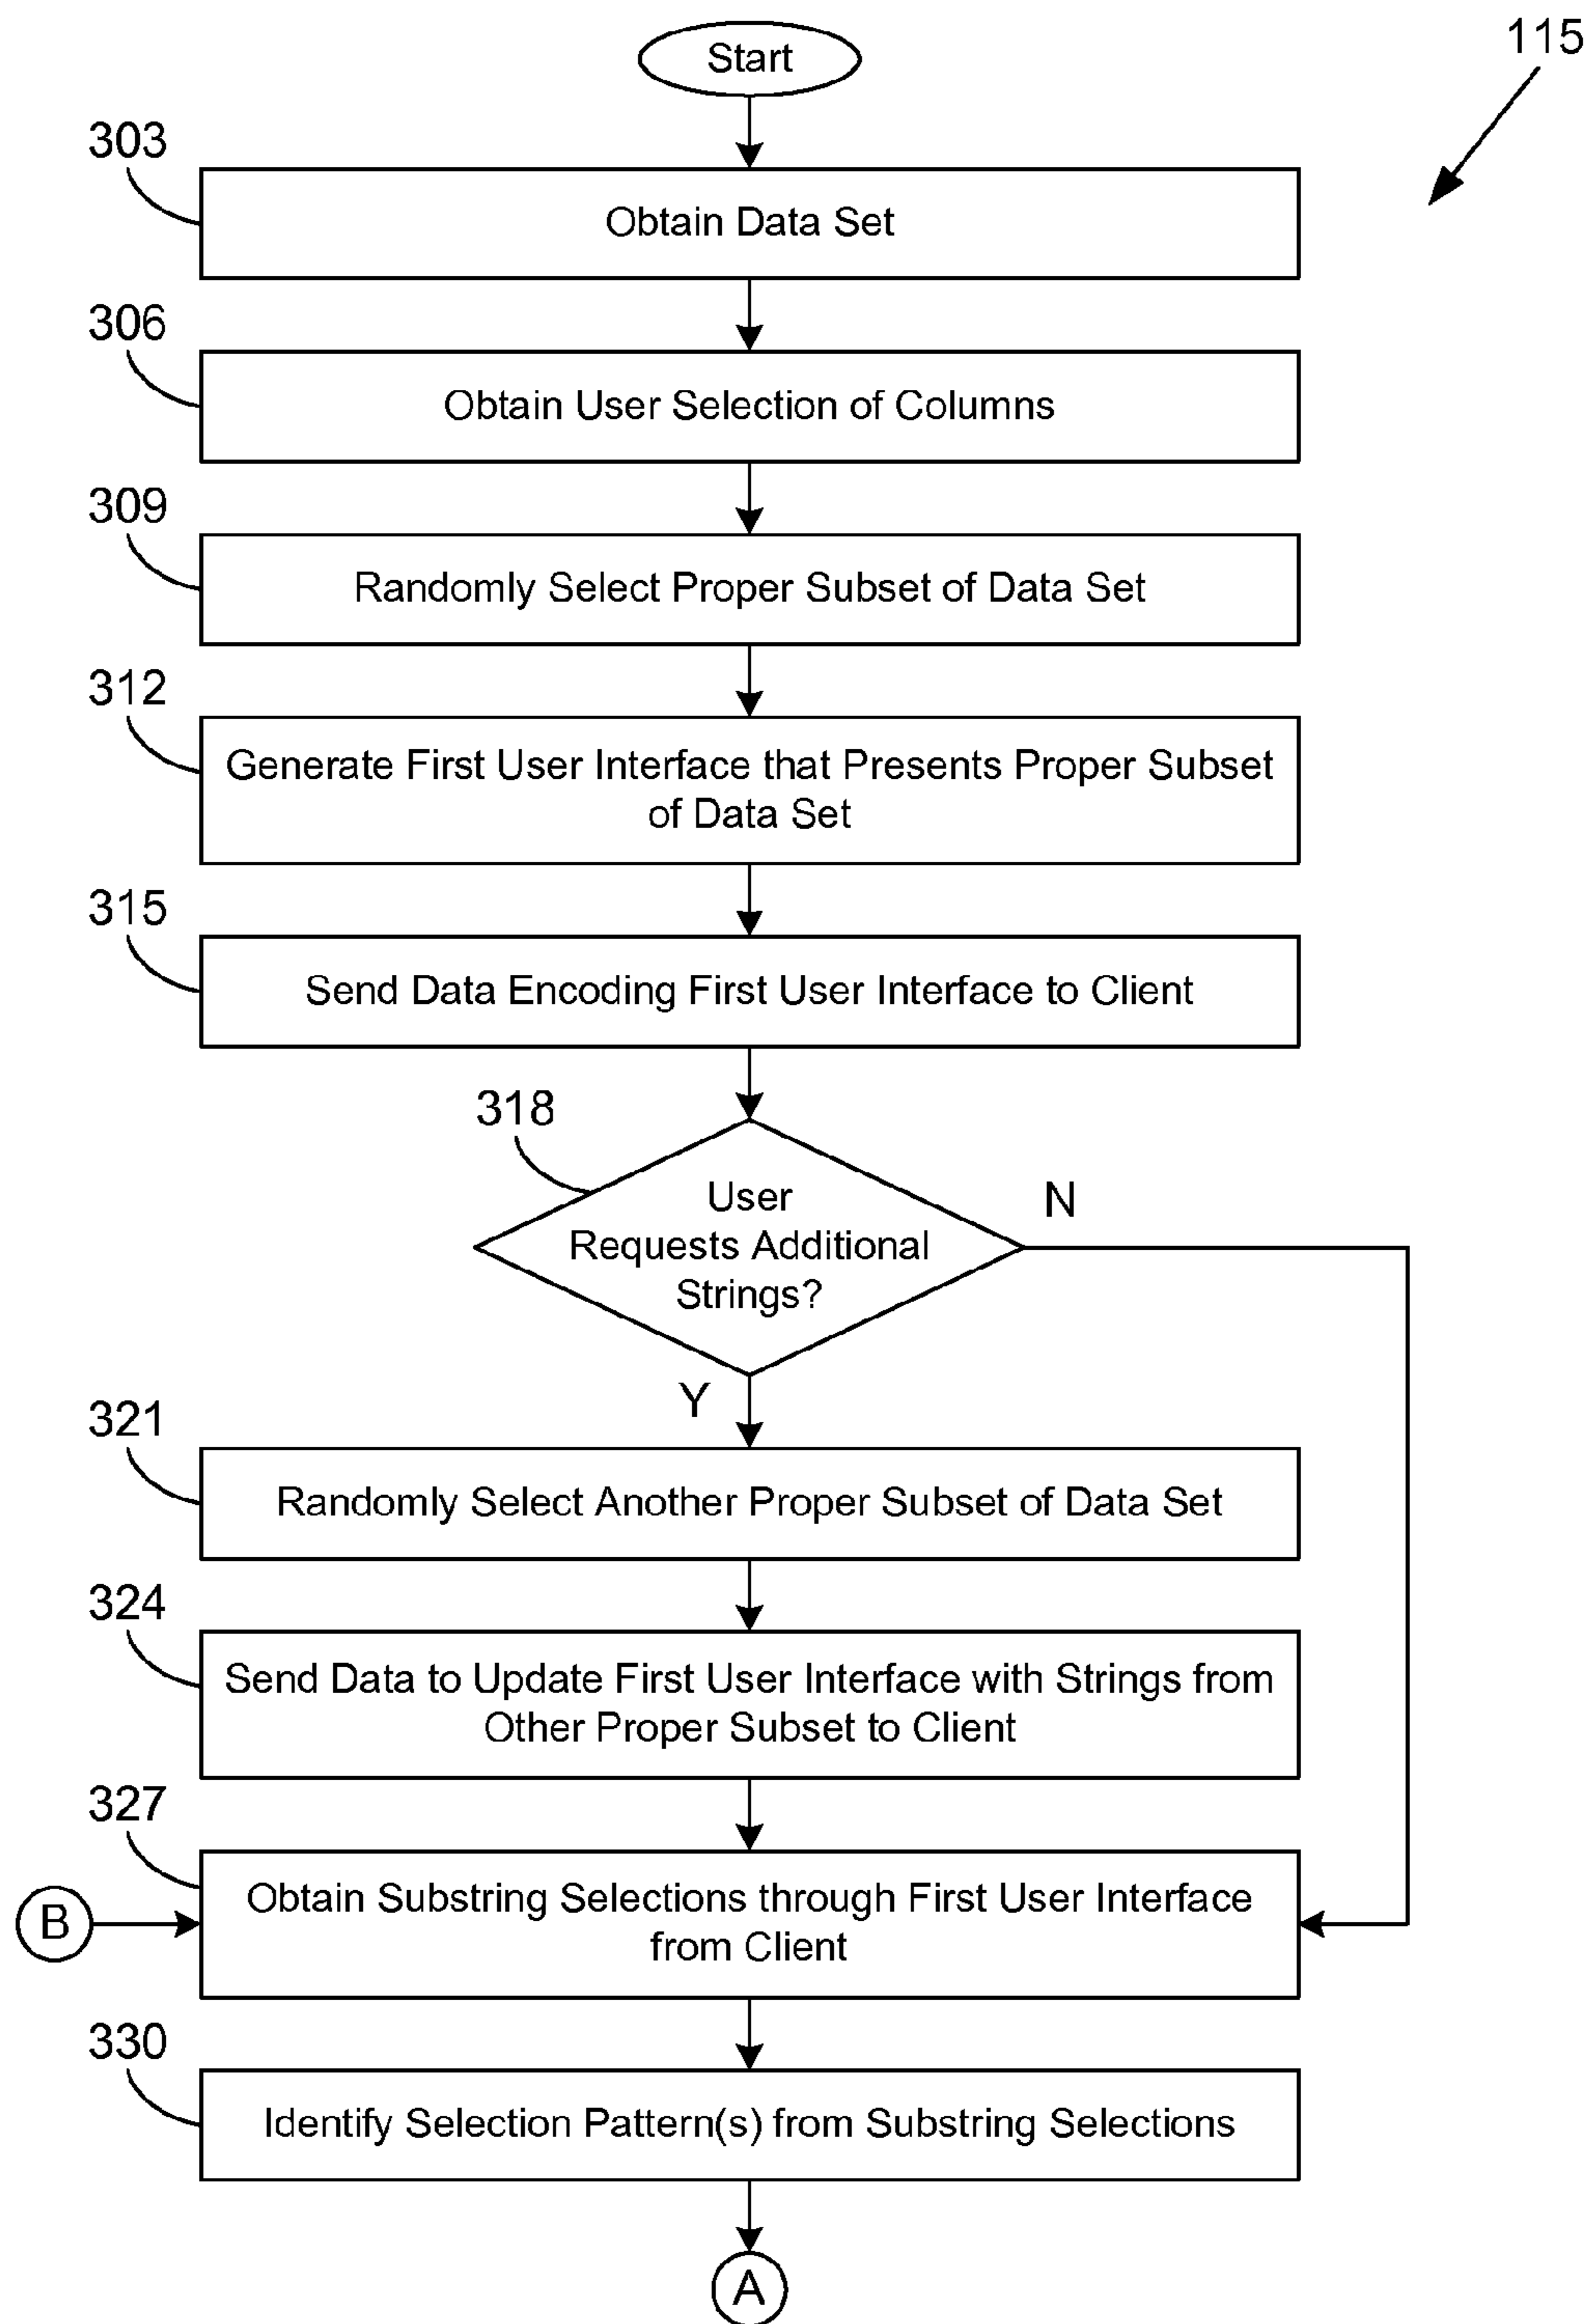 Start
115
303
Obtain Data Set
306
Obtain User Selection of Columns
309
Randomly Select Proper Subset of Data Set
312
Generate First User Interface that Presents Proper Subset
of Data Set
315
Send Data Encoding First User Interface to Client
318
User
Requests Additional
Strings?
N
Y
321
Randomly Select Another Proper Subset of Data Set
324
Send Data to Update First User Interface with Strings from
Other Proper Subset to Client
327
Obtain Substring Selections through First User Interface
from Client
B
330
Identify Selection Pattern(s) from Substring Selections
A